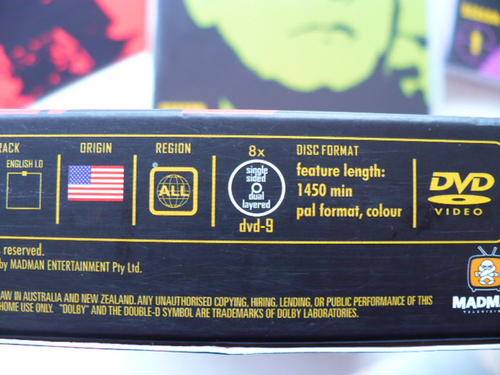 RACK
ENGLISH 1.0
ORIGIN
REGION
ALL
8x
single
sided
dual
layered
dvd-9
DISC FORMAT
feature length:
1450 min
pal format, colour
DVD
VIDEO
reserved.
by MADMAN ENTERTAINMENT Pty Ltd.
LAW IN AUSTRALIA AND NEW ZEALAND. ANY UNAUTHORISED COPYING, HIRING, LENDING, OR PUBLIC PERFORMANCE OF THIS
HOME USE ONLY. "DOLBY" AND THE DOUBLE-D SYMBOL ARE TRADEMARKS OF DOLBY LABORATORIES.
MADM
TELEVISION